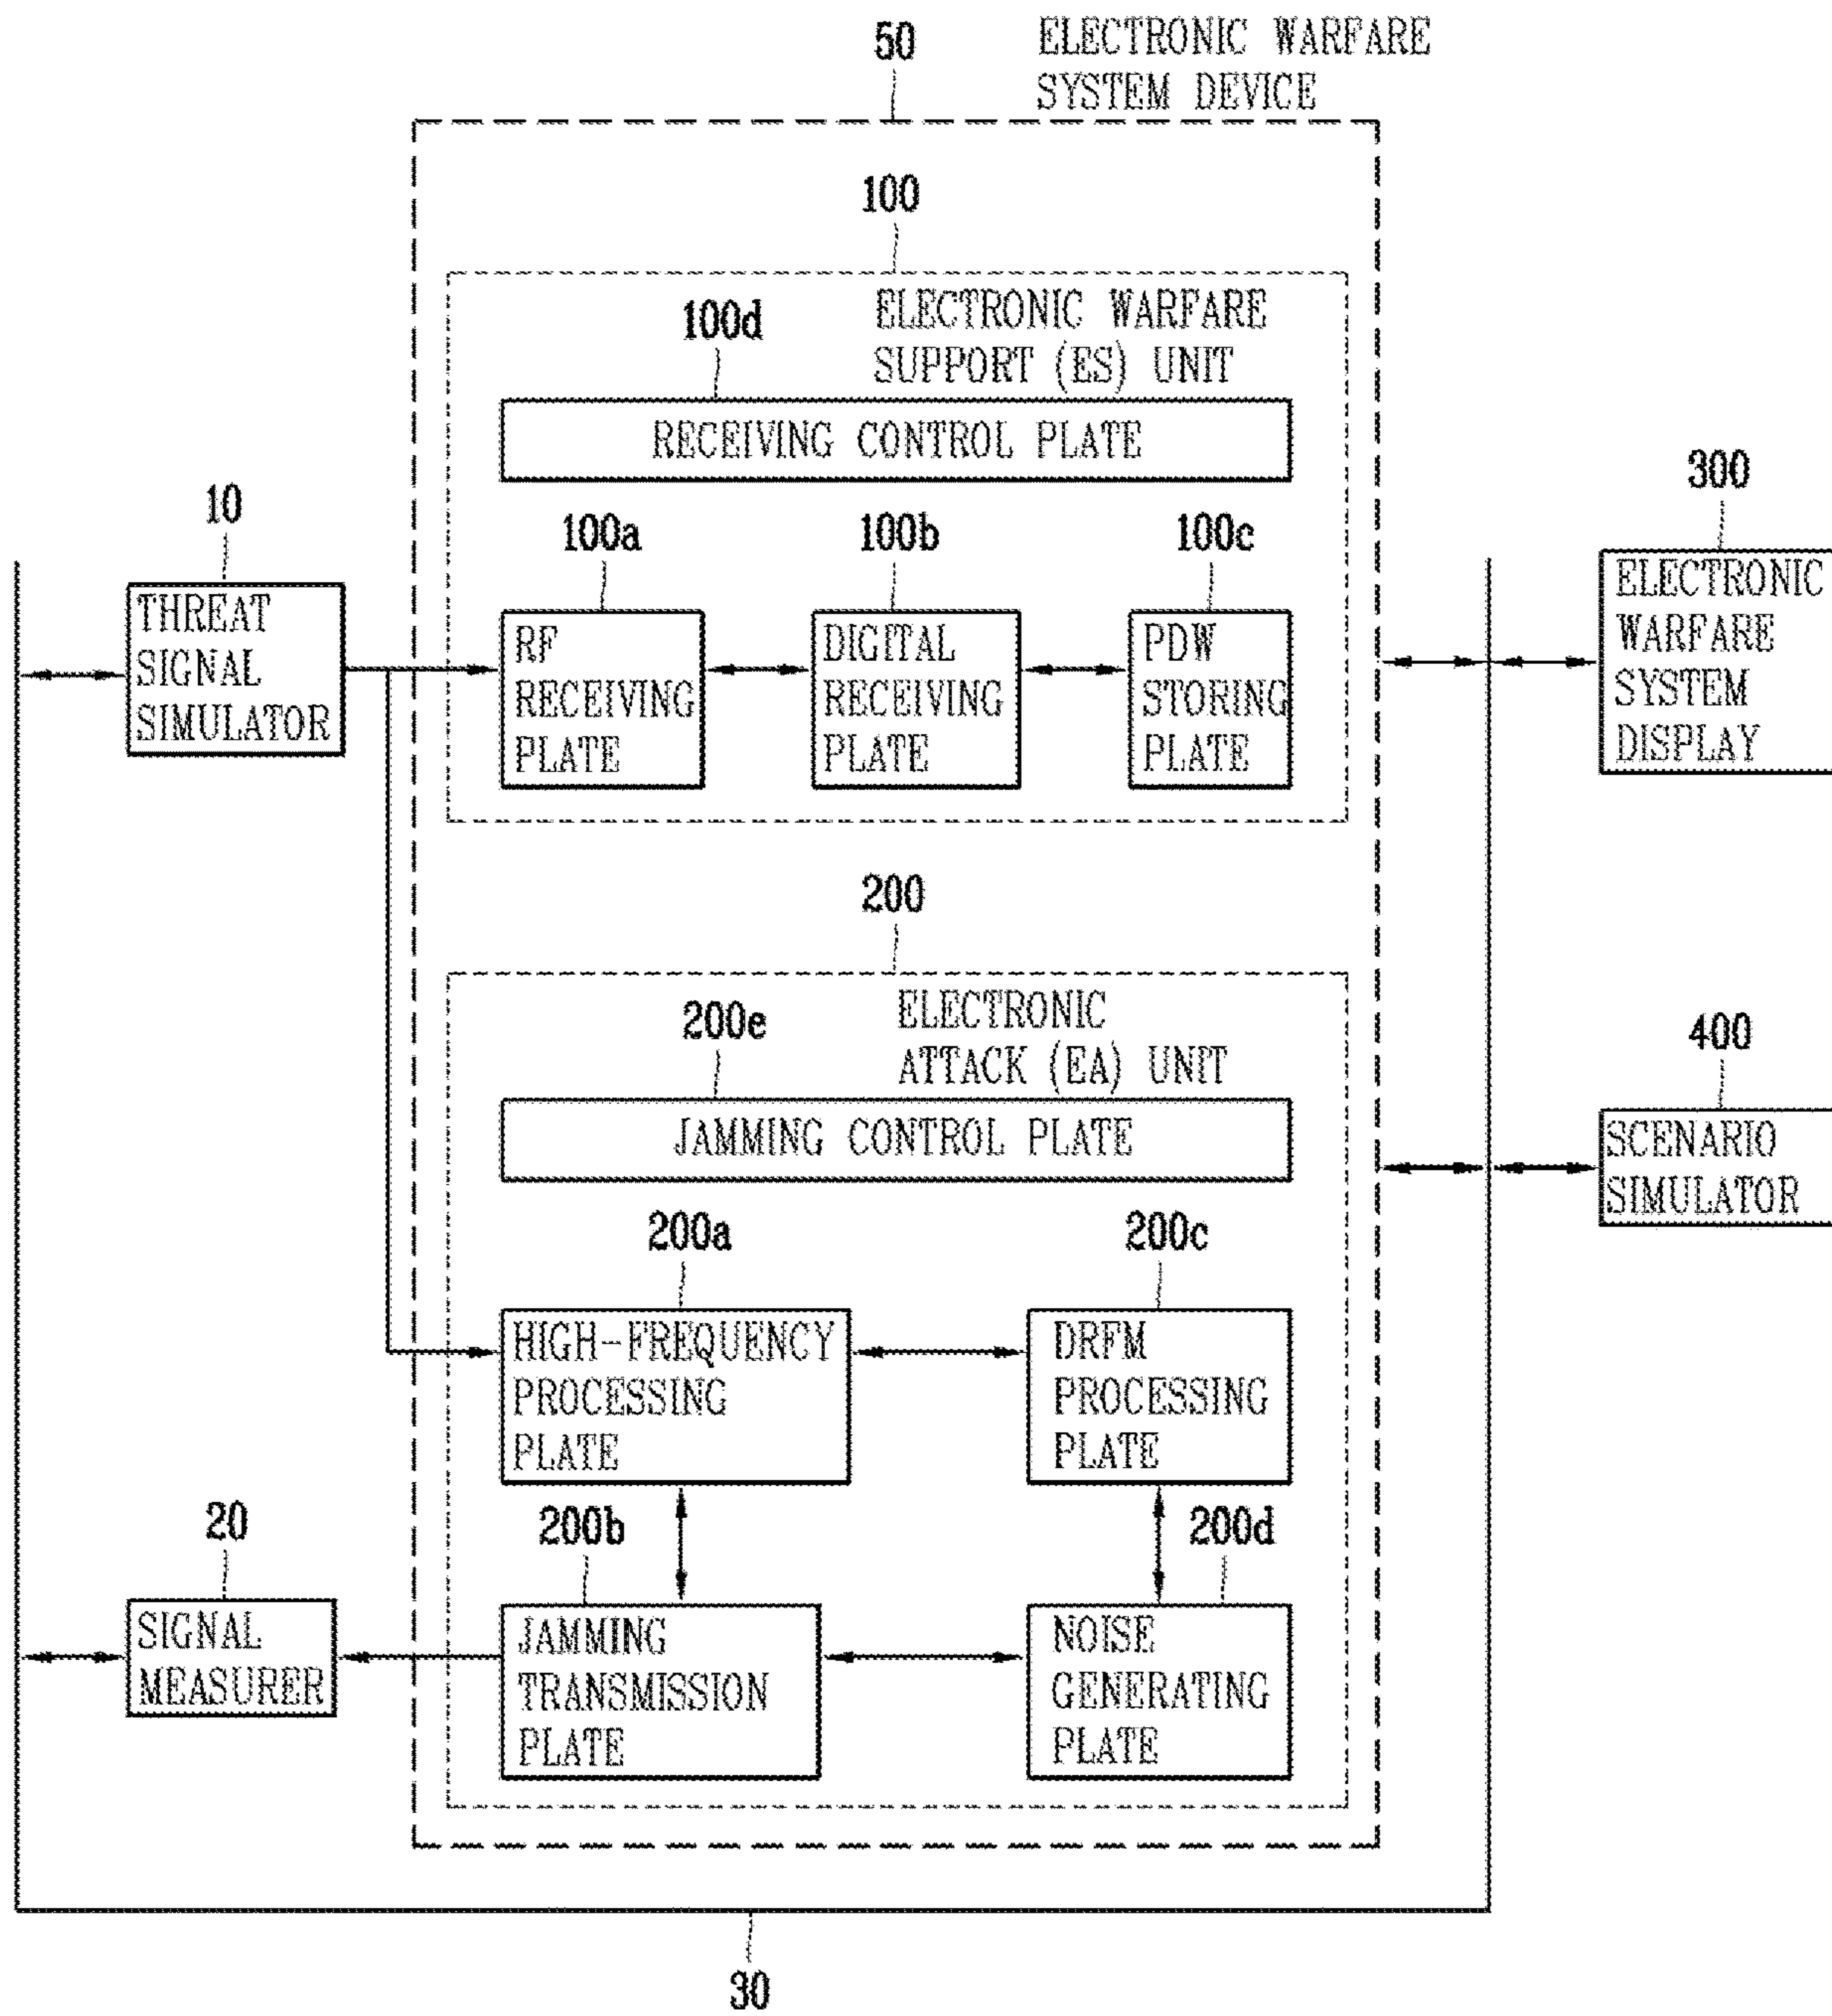 50
ELECTRONIC WARFARE
SYSTEM DEVICE
100
100d
ELECTRONIC WARFARE
SUPPORT (ES) UNIT
RECEIVING CONTROL PLATE
10
THREAT
SIGNAL
SIMULATOR
100a
RF
RECEIVING
PLATE
100b
DIGITAL
RECEIVING
PLATE
100c
PDW
STORING
PLATE
300
ELECTRONIC
WARFARE
SYSTEM
DISPLAY
200
200e
ELECTRONIC
ATTACK (EA) UNIT
JAMMING CONTROL PLATE
400
SCENARIO
SIMULATOR
200a
HIGH-FREQUENCY
PROCESSING
PLATE
200c
DRFM
PROCESSING
PLATE
20
SIGNAL
MEASURER
200b
JAMMING
TRANSMISSION
PLATE
200d
NOISE
GENERATING
PLATE
30